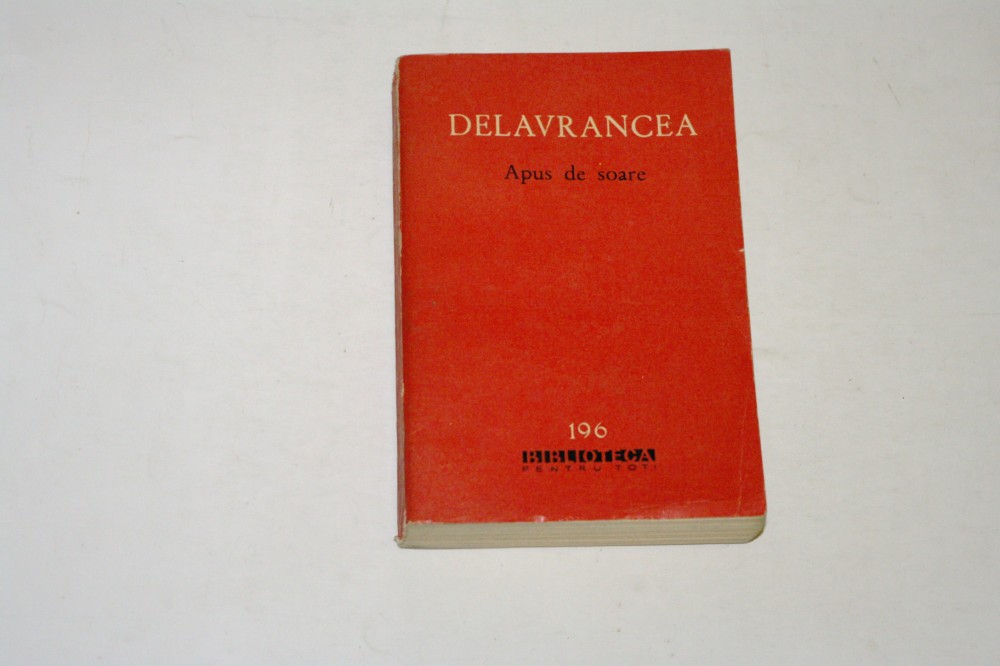 DELAVRANCEA
Apus de soare
196
BIBLIOTECA
PENTRU TOȚI